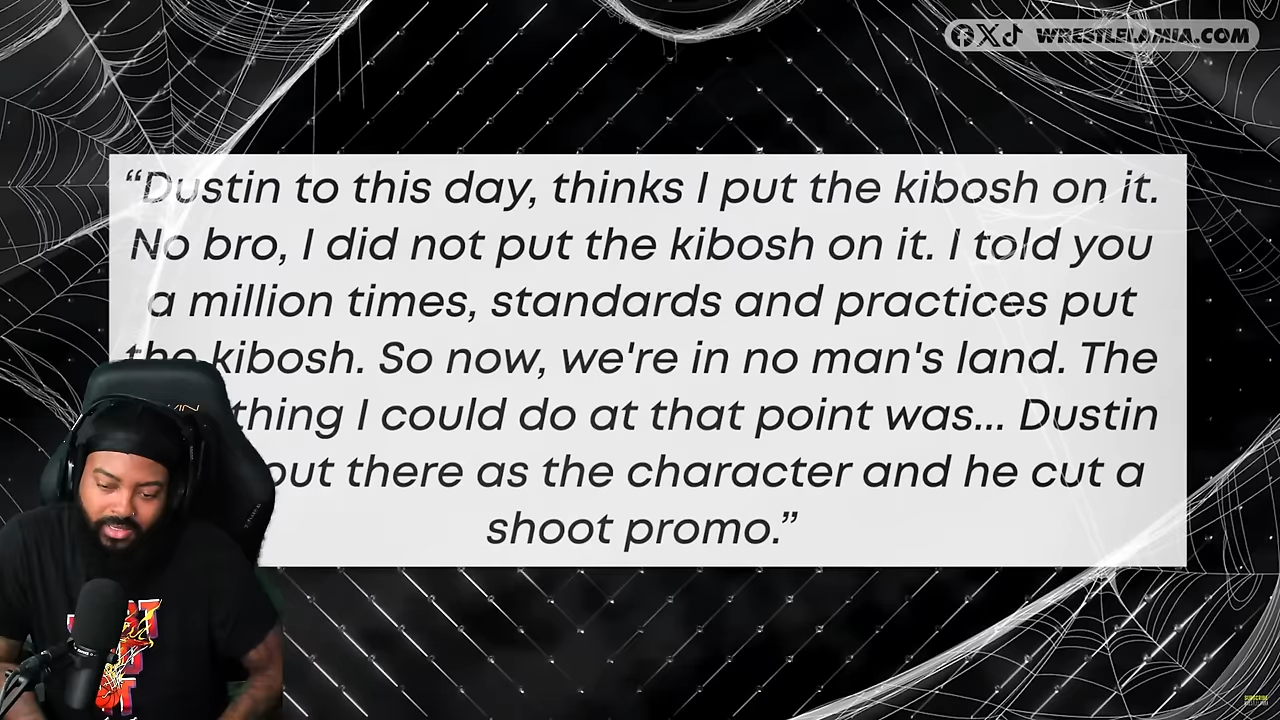 WRESTLELAMIA.COM
“Dustin to this day, thinks I put the kibosh on it.
No bro, I did not put the kibosh on it. I told you
a million times, standards and practices put
the kibosh. So now, we're in no man's land. The
thing I could do at that point was... Dustin
out there as the character and he cut a
shoot promo.”
SUBSCRIBE